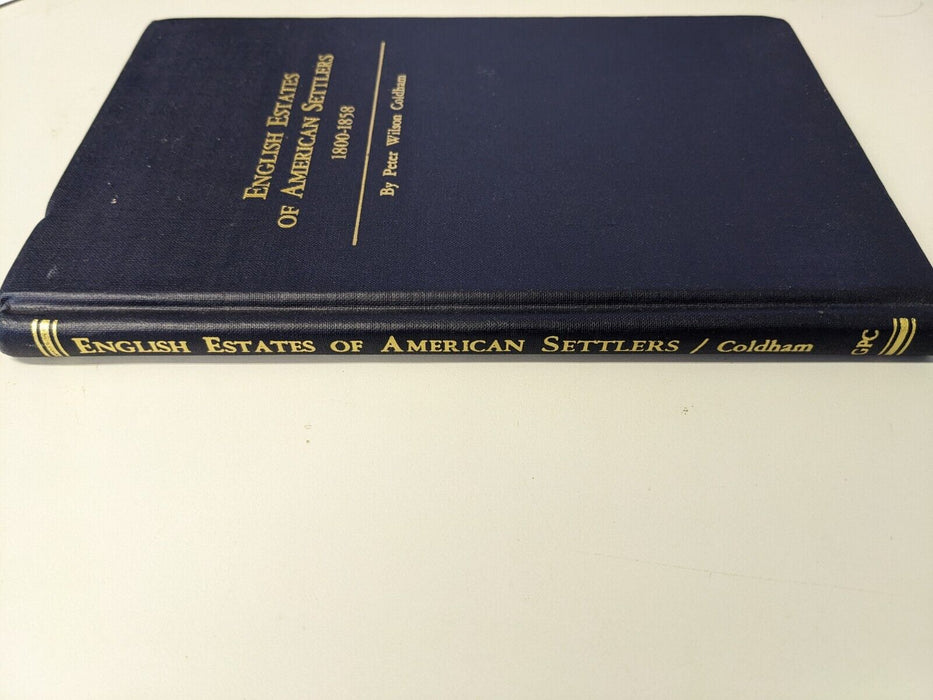 ENGLISH ESTATES
OF AMERICAN SETTLERS
1800-1858
By Peter Wilson Coldham
ENGLISH ESTATES OF AMERICAN SETTLERS / Coldham
GPC